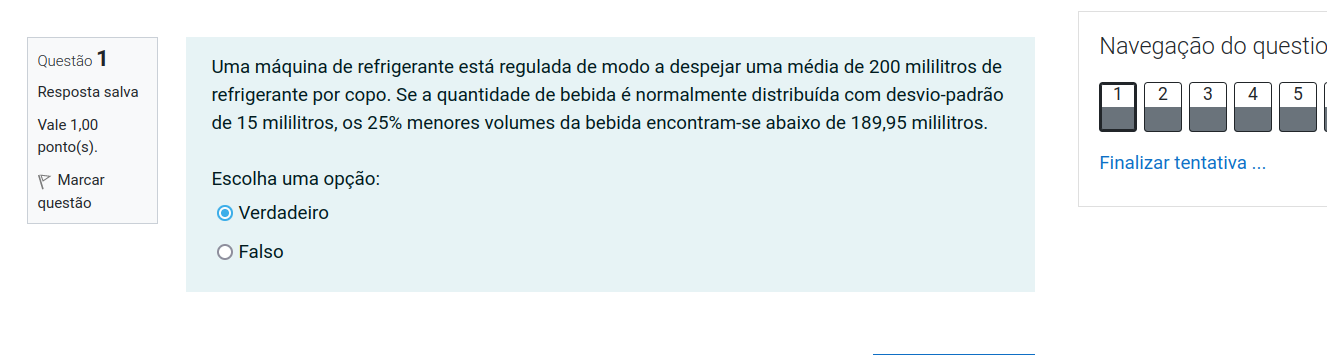 Questão 1
Resposta salva
Vale 1,00
ponto(s).
Marcar
questão
Uma máquina de refrigerante está regulada de modo a despejar uma média de 200 mililitros de
refrigerante por copo. Se a quantidade de bebida é normalmente distribuída com desvio-padrão
de 15 mililitros, os 25% menores volumes da bebida encontram-se abaixo de 189,95 mililitros.
Escolha uma opção:
Verdadeiro
Falso
Navegação do questio
1 2 3 4 5
Finalizar tentativa ...